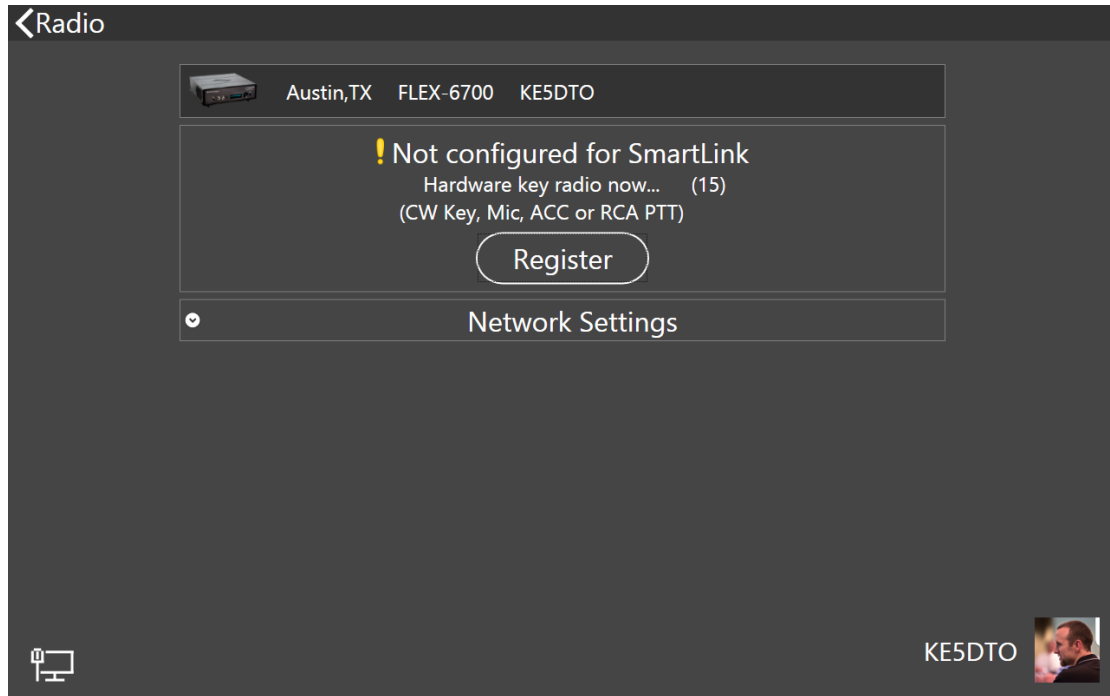 Radio
Austin,TX FLEX-6700 KE5DTO
Not configured for SmartLink
Hardware key radio now... (15)
(CW Key, Mic, ACC or RCA PTT)
Register
Network Settings
KE5DTO